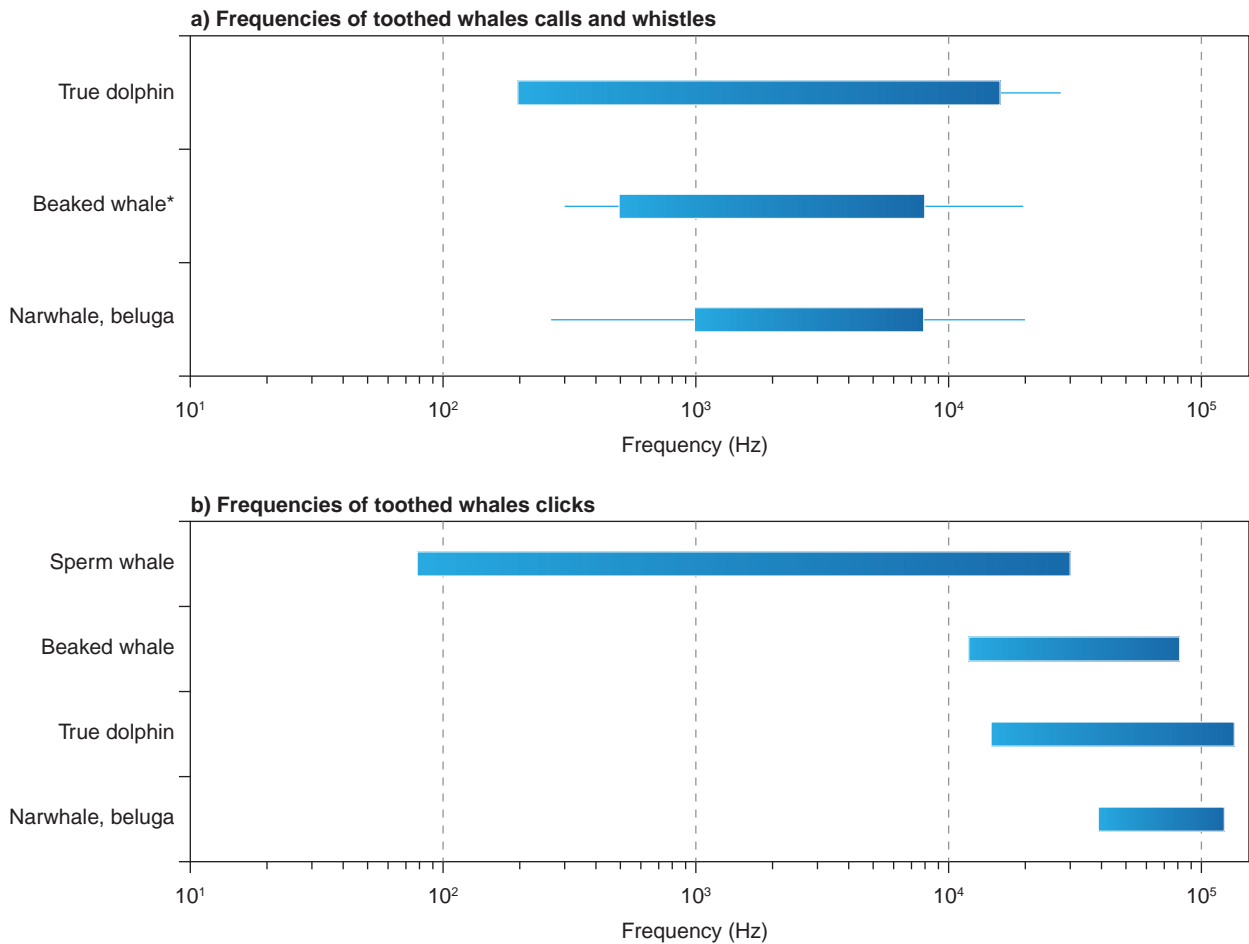 a) Frequencies of toothed whales calls and whistles
True dolphin
Beaked whale*
Narwhale, beluga
10¹ 10² 10³ 10⁴ 10⁵
Frequency (Hz)
b) Frequencies of toothed whales clicks
Sperm whale
Beaked whale
True dolphin
Narwhale, beluga
10¹ 10² 10³ 10⁴ 10⁵
Frequency (Hz)